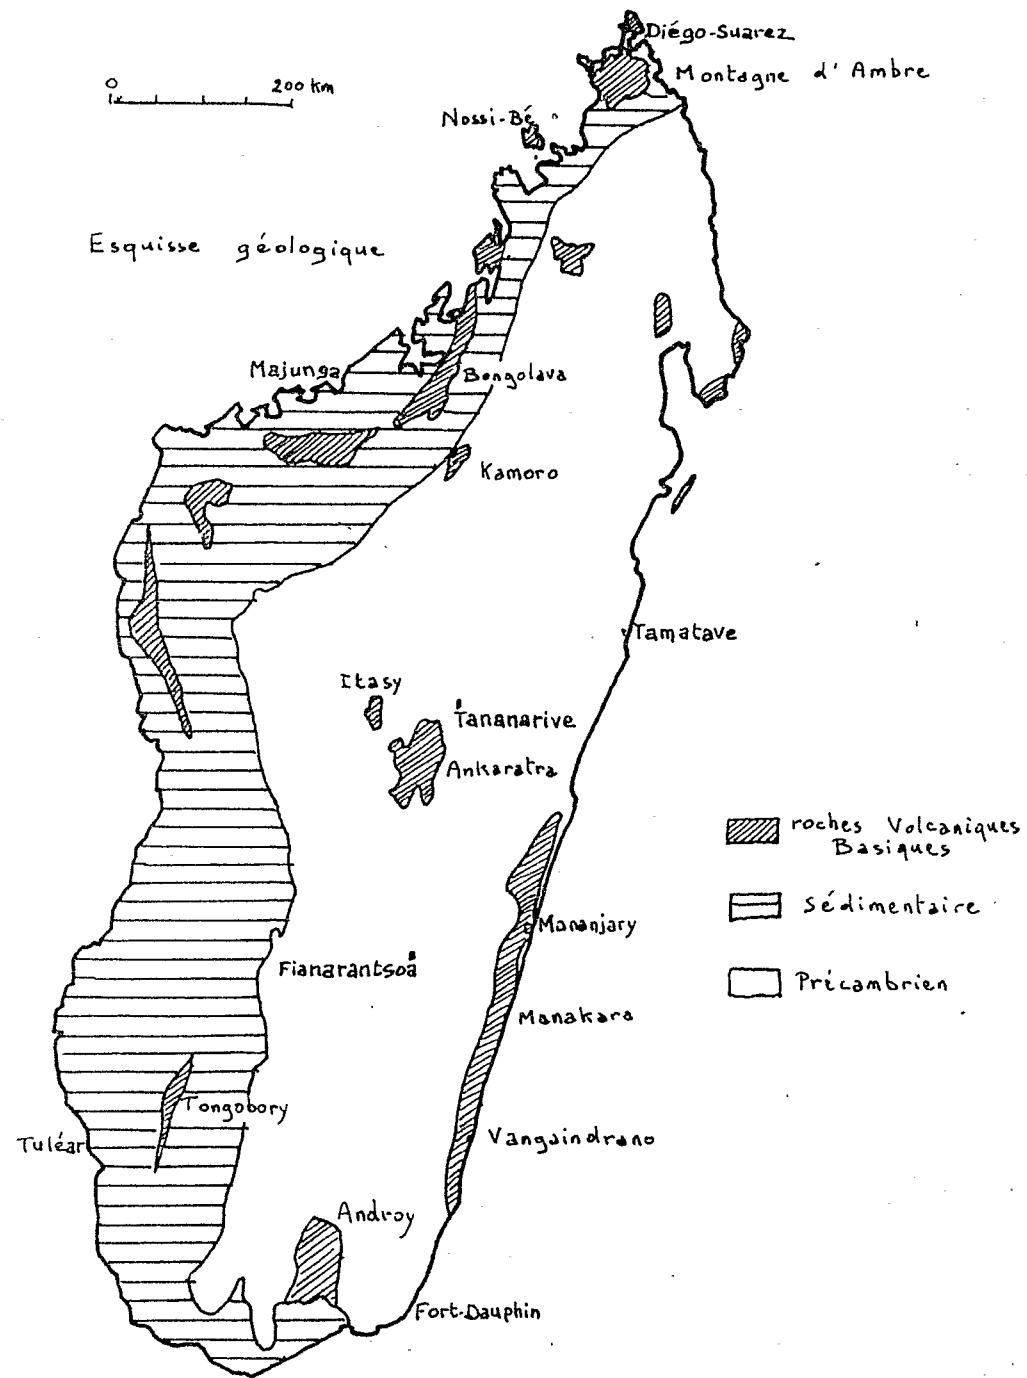 Diégo-Suarez
Montagne d'Ambre
0 200 km
Nossi-Bé
Esquisse géologique
Majunga
Bongolava
Kamoro
Tamatave
Itasy
Tananarive
Ankaratra
roches Volcaniques
Basiques
Sédimentaire
Mananjary
Fianarantsoa
Précambrien
Manakara
Tongobory
Tuléar
Vangaindrano
Androy
Fort-Dauphin